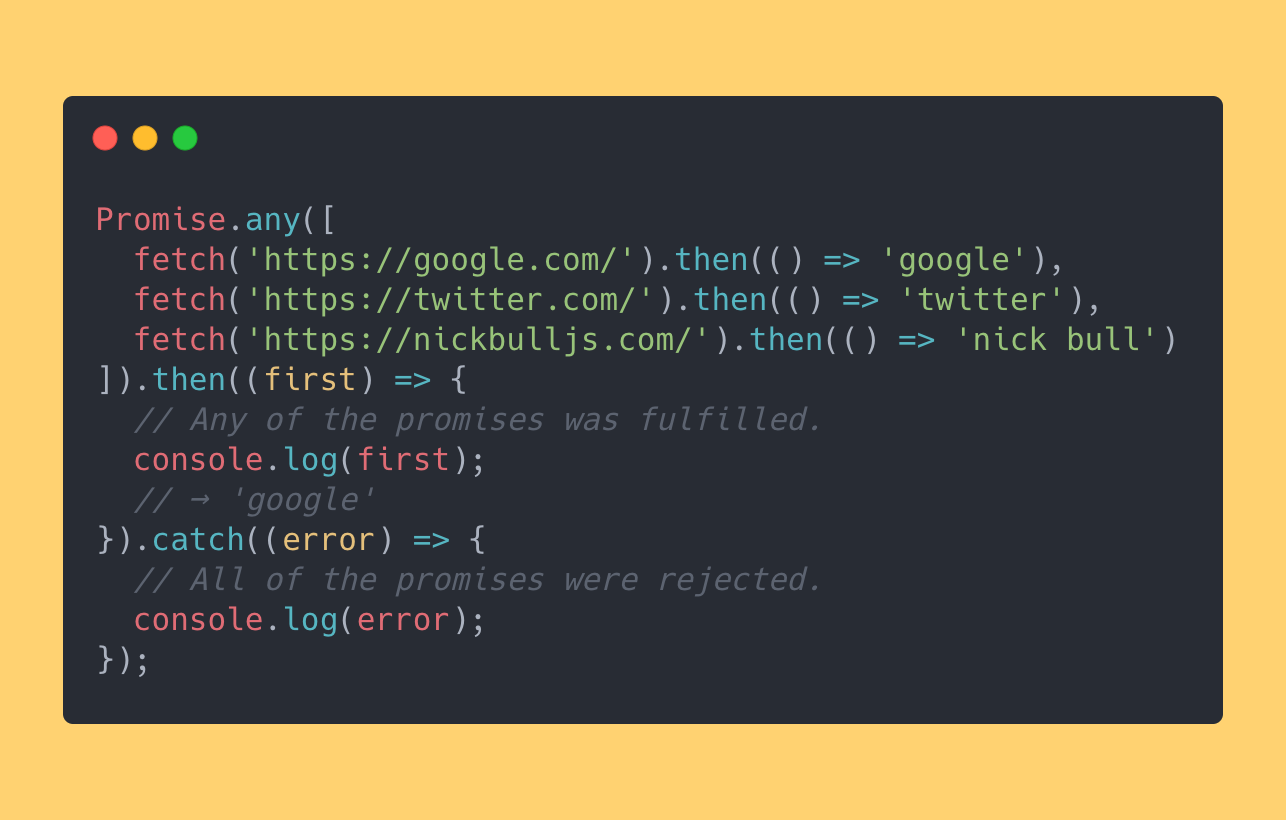 Promise.any([
  fetch('https://google.com/').then(() => 'google'),
  fetch('https://twitter.com/').then(() => 'twitter'),
  fetch('https://nickbulljs.com/').then(() => 'nick bull')
]).then((first) => {
  // Any of the promises was fulfilled.
  console.log(first);
  // → 'google'
}).catch((error) => {
  // All of the promises were rejected.
  console.log(error);
});